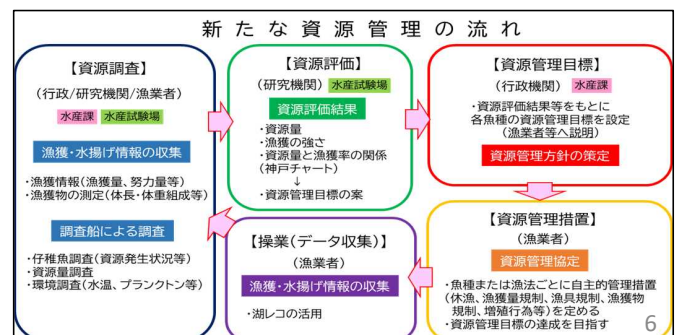 新たな資源管理の流れ
【資源調査】
(行政/研究機関/漁業者)
水産課 水産試験場
漁獲・水揚げ情報の収集
・漁獲情報(漁獲量、努力量等)
・漁獲物の測定(体長・体重組成等)
調査船による調査
・仔稚魚調査(資源発生状況等)
・資源量調査
・環境調査(水温、プランクトン等)
【資源評価】
(研究機関) 水産試験場
資源評価結果
・資源量
・漁獲の強さ
・資源量と漁獲率の関係
(神戸チャート)
↓
・資源管理目標の案
【資源管理目標】
(行政機関) 水産課
・資源評価結果等をもとに
各魚種の資源管理目標を設定
(漁業者等へ説明)
資源管理方針の策定
【資源管理措置】
(漁業者)
資源管理協定
・魚種または漁法ごとに自主的管理措置
(休漁、漁獲量規制、漁具規制、漁獲物
規制、増殖行為等)を定める
・資源管理目標の達成を目指す
【操業(データ収集)】
(漁業者)
漁獲・水揚げ情報の収集
・湖レコの活用
6